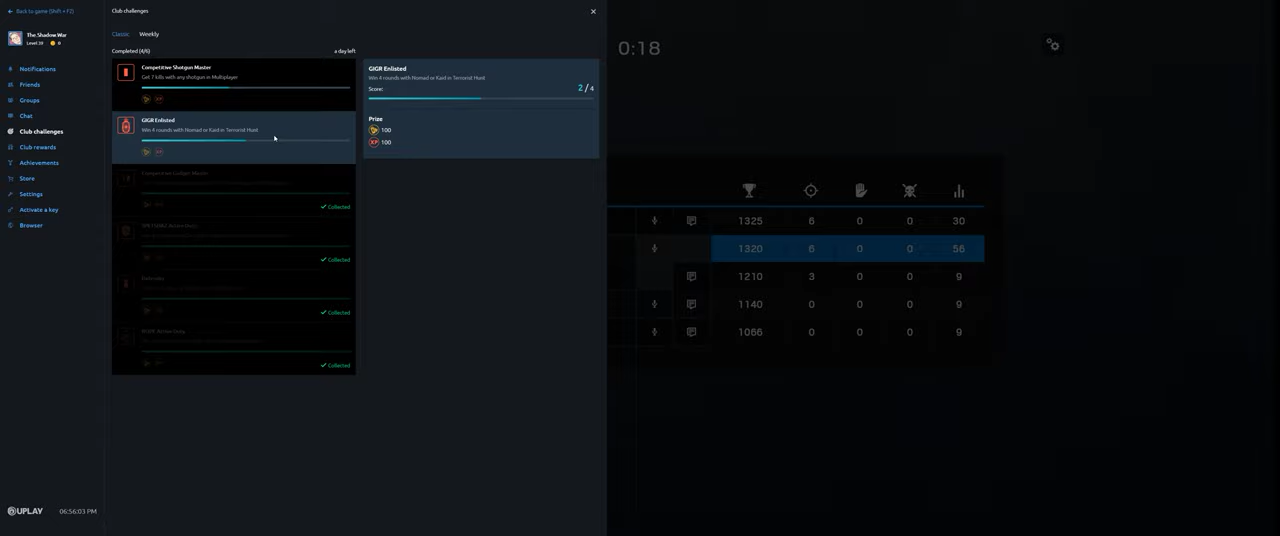 Back to game (Shift + F2)
The.Shadow.War
Level 39 0
Notifications
Friends
Groups
Chat
Club challenges
Club rewards
Achievements
Store
Settings
Activate a key
Browser
UPLAY 06:56:03 PM
Club challenges
Classic Weekly
Completed (4/6) a day left
Competitive Shotgun Master
Get 7 kills with any shotgun in Multiplayer
XP
GIGR Enlisted
Win 4 rounds with Nomad or Kaid in Terrorist Hunt
XP
Collected
Collected
Collected
Collected
GIGR Enlisted
Win 4 rounds with Nomad or Kaid in Terrorist Hunt
Score: 2 / 4
Prize
100
XP 100
0:18
1325 6 0 0 30
1320 6 0 0 56
1210 3 0 0 9
1140 0 0 0 9
1066 0 0 0 9